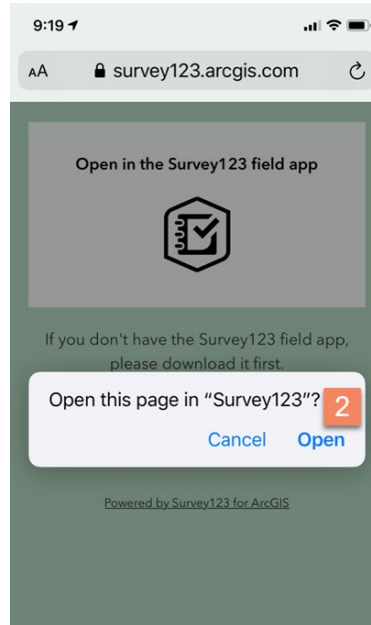 9:19
AA survey123.arcgis.com
Open in the Survey123 field app
If you don't have the Survey123 field app,
please download it first.
Open this page in “Survey123”?
2
Cancel Open
Powered by Survey123 for ArcGIS